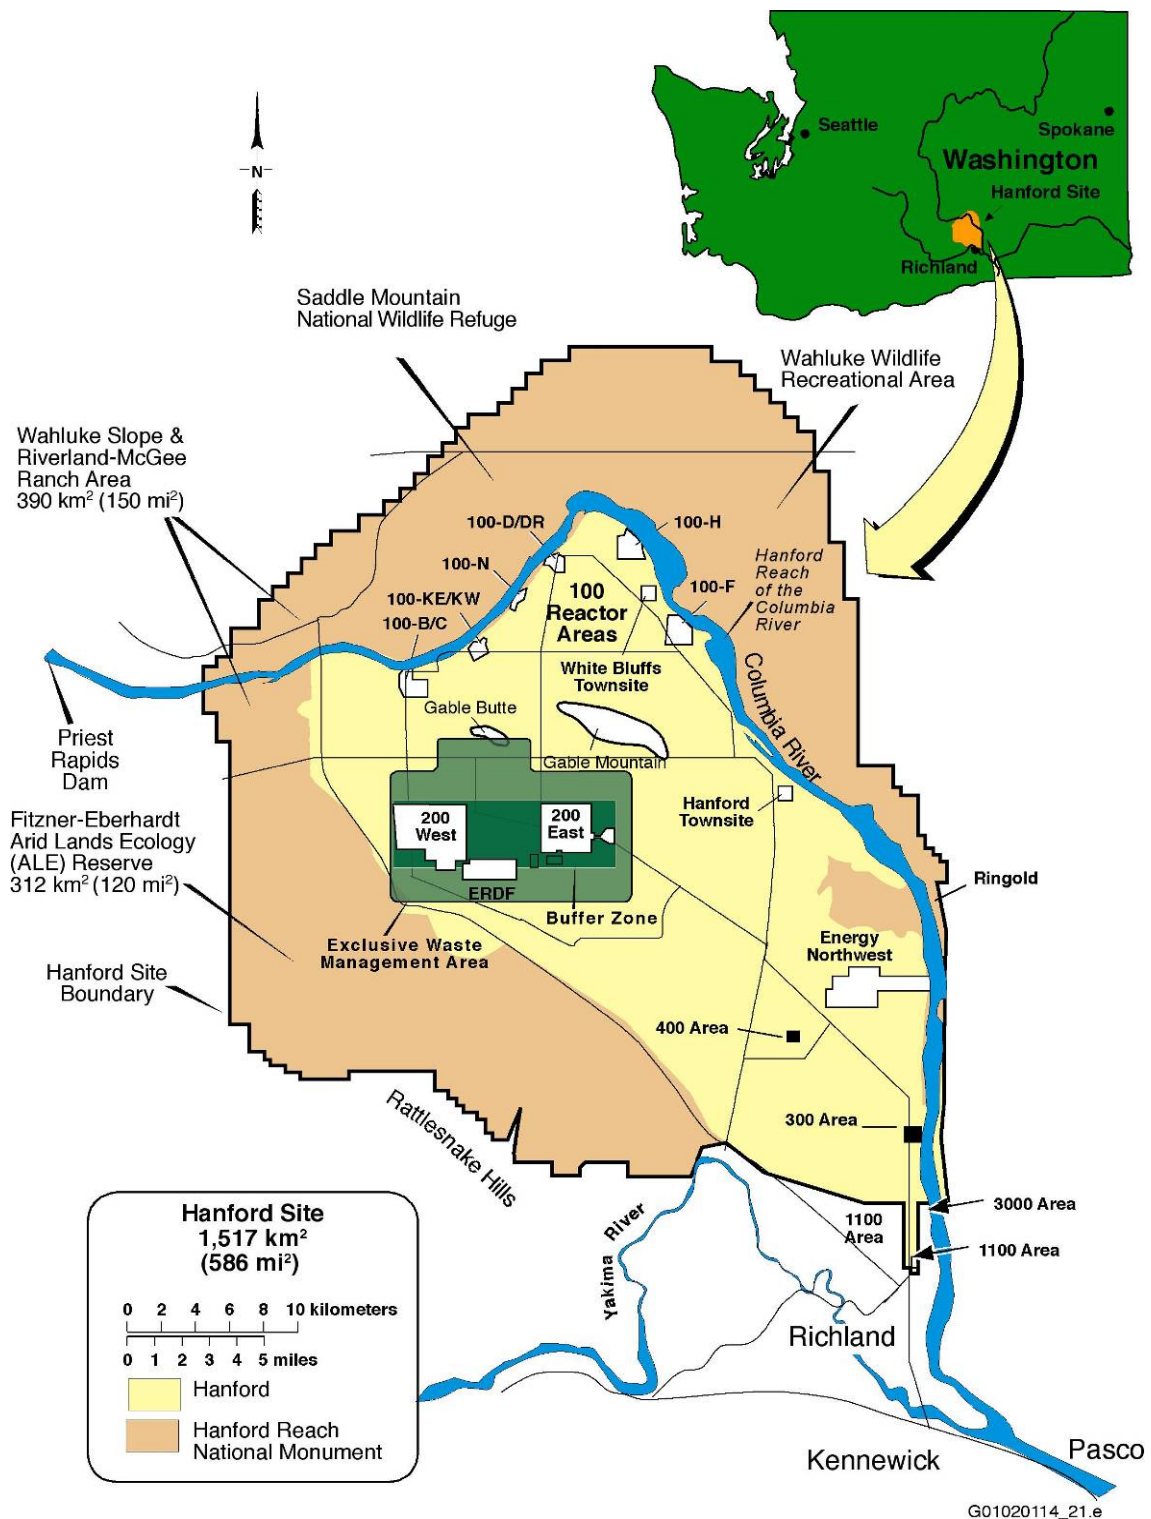 Seattle
Spokane
Washington
Hanford Site
Richland
N
Saddle Mountain
National Wildlife Refuge
Wahluke Wildlife
Recreational Area
Wahluke Slope &
Riverland-McGee
Ranch Area
390 km² (150 mi²)
100-D/DR
100-H
100-N
Hanford
Reach
of the
Columbia
River
100-F
100-KE/KW
100
Reactor
Areas
100-B/C
White Bluffs
Townsite
Columbia River
Gable Butte
Priest
Rapids
Dam
Gable Mountain
Hanford
Townsite
Fitzner-Eberhardt
Arid Lands Ecology
(ALE) Reserve
312 km² (120 mi²)
200
West
200
East
ERDF
Ringold
Buffer Zone
Exclusive Waste
Management Area
Energy
Northwest
Hanford Site
Boundary
400 Area
Rattlesnake Hills
300 Area
Hanford Site
1,517 km²
(586 mi²)
0 2 4 6 8 10 kilometers
0 1 2 3 4 5 miles
Hanford
Hanford Reach
National Monument
Yakima River
1100
Area
3000 Area
1100 Area
Richland
Kennewick
Pasco
G01020114_21.e